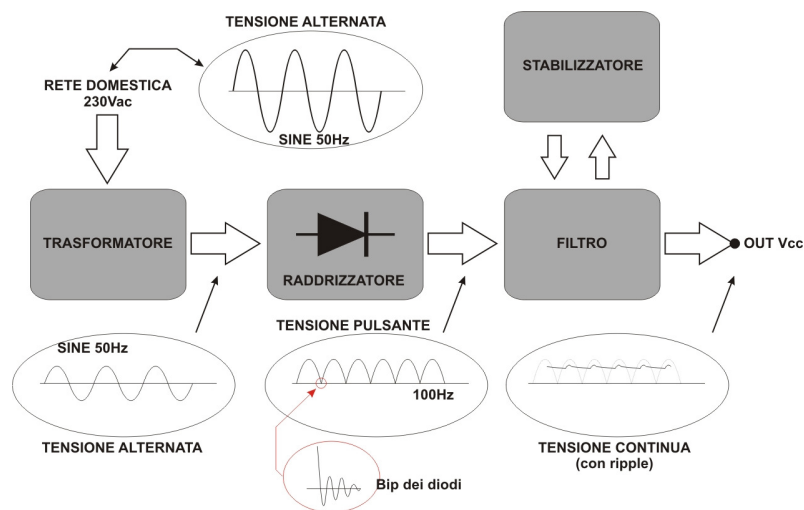 TENSIONE ALTERNATA
RETE DOMESTICA
230Vac
SINE 50Hz
STABILIZZATORE
TRASFORMATORE
RADDRIZZATORE
FILTRO
OUT Vcc
SINE 50Hz
TENSIONE ALTERNATA
TENSIONE PULSANTE
100Hz
Bip dei diodi
TENSIONE CONTINUA
(con ripple)